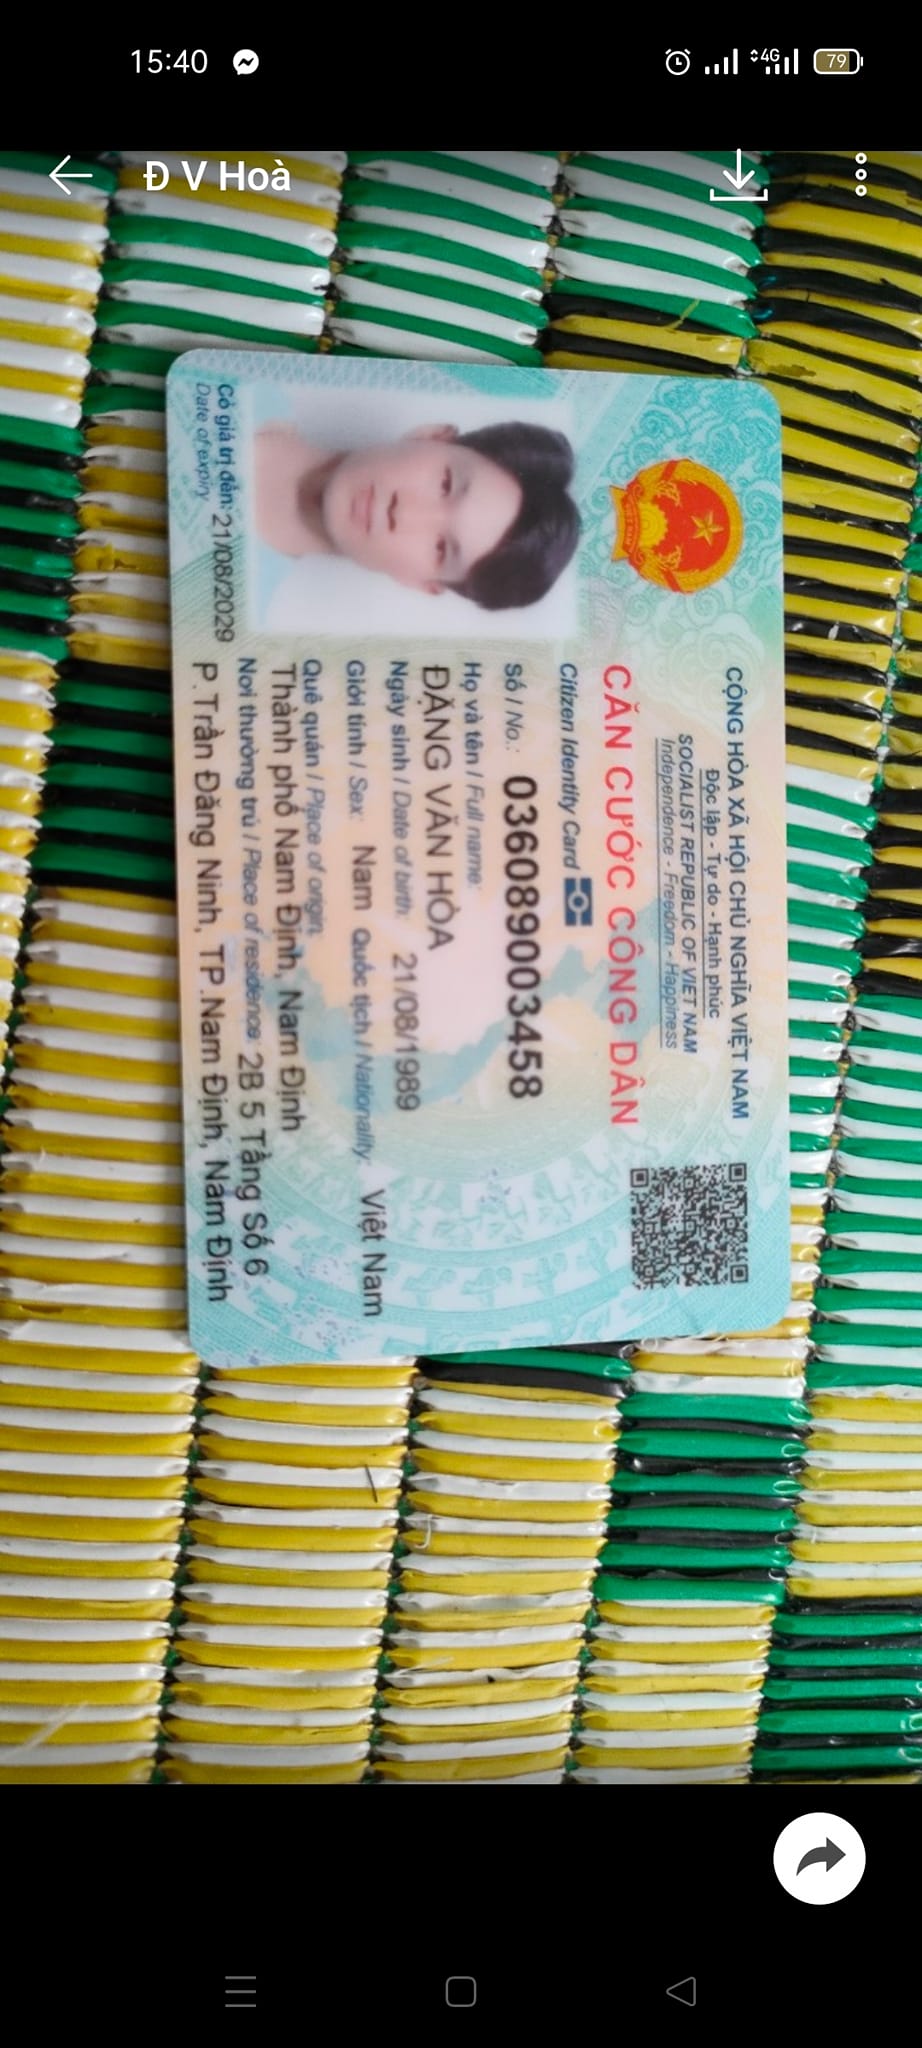 15:40
4G
79
Đ V Hoà
CỘNG HÒA XÃ HỘI CHỦ NGHĨA VIỆT NAM
Độc lập - Tự do - Hạnh phúc
SOCIALIST REPUBLIC OF VIET NAM
Independence - Freedom - Happiness
CĂN CƯỚC CÔNG DÂN
Citizen Identity Card
Số / No.: 036089003458
Họ và tên / Full name:
ĐẶNG VĂN HÒA
Ngày sinh / Date of birth: 21/08/1989
Giới tính / Sex: Nam Quốc tịch / Nationality: Việt Nam
Quê quán / Place of origin:
Thành phố Nam Định, Nam Định
Nơi thường trú / Place of residence: 2B 5 Tầng Số 6
P.Trần Đăng Ninh, TP.Nam Định, Nam Định
Có giá trị đến: 21/08/2029
Date of expiry